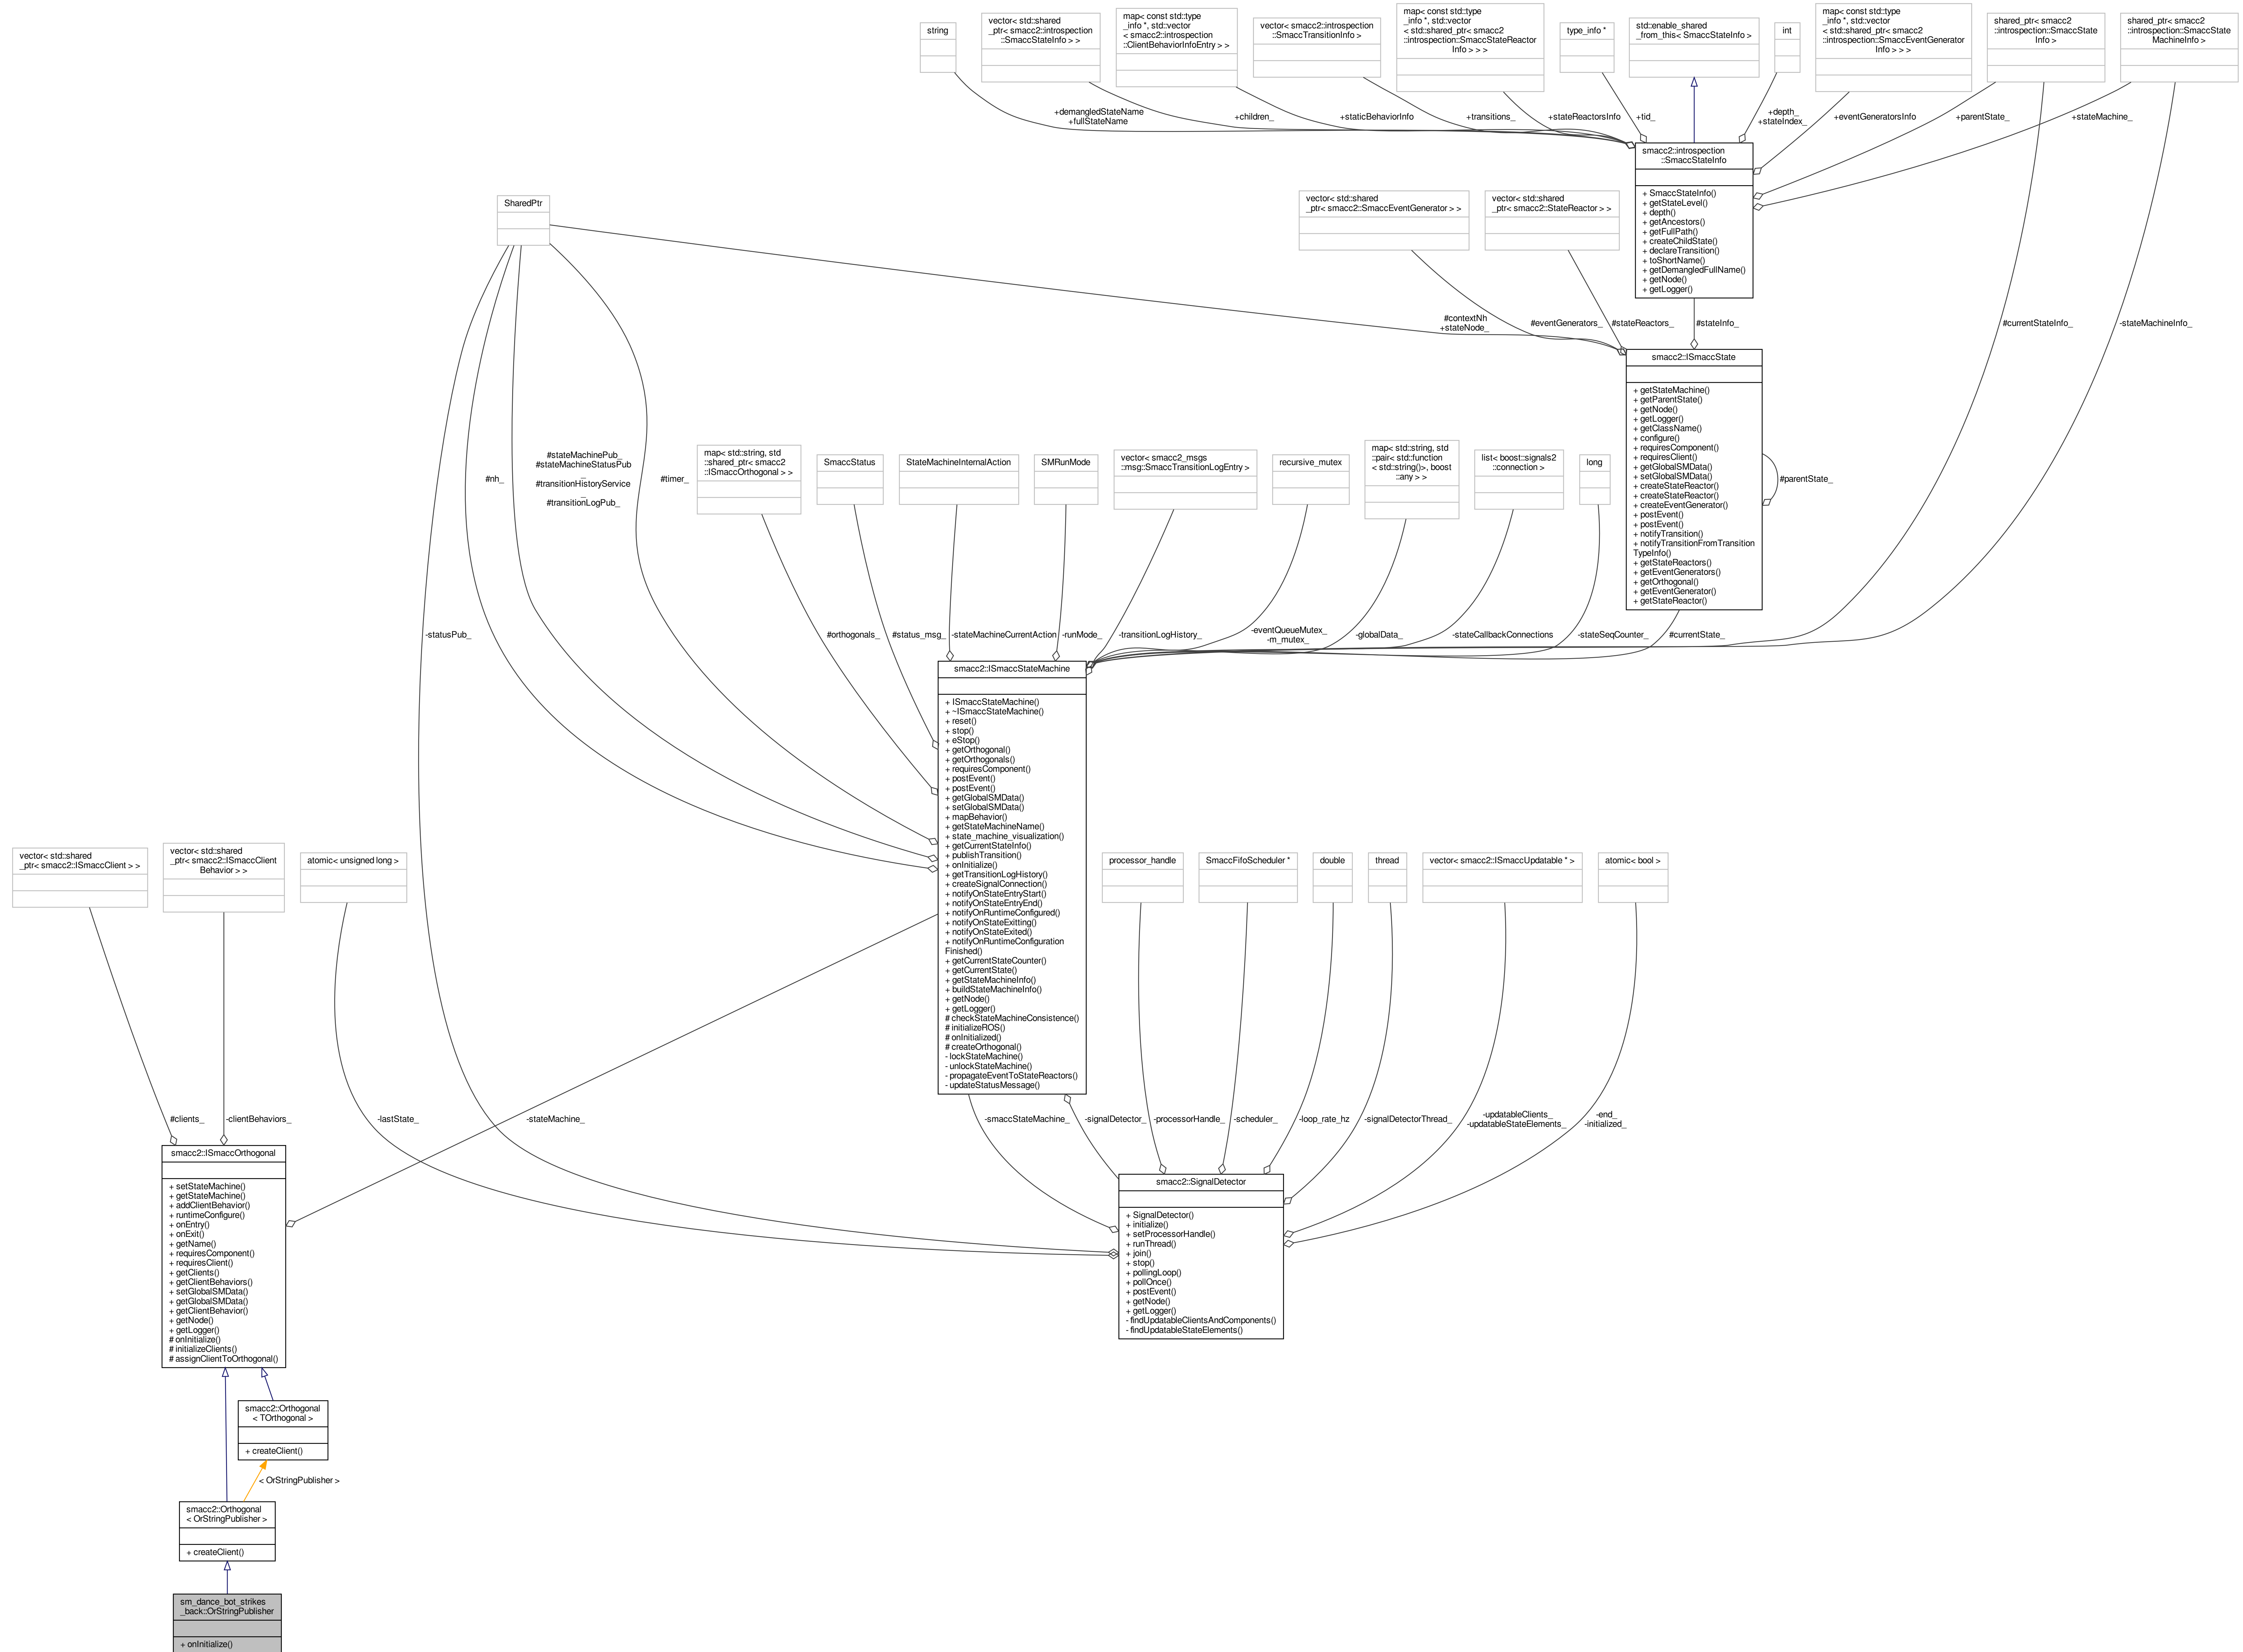 string
vector< std::shared
_ptr< smacc2::introspection
::SmaccStateInfo > >
map< const std::type
_info *, std::vector
< smacc2::introspection
::ClientBehaviorInfoEntry > >
vector< smacc2::introspection
::SmaccTransitionInfo >
map< const std::type
_info *, std::vector
< std::shared_ptr< smacc2
::introspection::StateReactor
Info > > >
type_info *
std::enable_shared
_from_this< SmaccStateInfo >
int
map< const std::type
_info *, std::vector
< std::shared_ptr< smacc2
::introspection::SmaccEventGenerator
Info > > >
shared_ptr< smacc2
::introspection::SmaccState
Info >
shared_ptr< smacc2
::introspection::SmaccState
MachineInfo >
+demangledStateName
+fullStateName
+children_
+staticBehaviorInfo
+transitions_
+stateReactorsInfo
+tid_
+depth_
+stateIndex_
+eventGeneratorsInfo
+parentState_
+stateMachine_
smacc2::introspection
::SmaccStateInfo
+ SmaccStateInfo()
+ getStateLevel()
+ depth()
+ getAncestors()
+ getFullPath()
+ createChildState()
+ declareTransition()
+ toShortName()
+ getDemangledFullName()
+ getNode()
+ getLogger()
SharedPtr
vector< std::shared
_ptr< smacc2::SmaccEventGenerator > >
vector< std::shared
_ptr< smacc2::StateReactor > >
#contextNh
+stateNode_
#eventGenerators_
#stateReactors_
#stateInfo_
#currentStateInfo_
-stateMachineInfo_
smacc2::ISmaccState
+ getStateMachine()
+ getParentState()
+ getNode()
+ getLogger()
+ getClassName()
+ configure()
+ requiresComponent()
+ requiresClient()
+ getGlobalSMData()
+ setGlobalSMData()
+ createStateReactor()
+ createStateReactor()
+ createEventGenerator()
+ postEvent()
+ postEvent()
+ notifyTransition()
+ notifyTransitionFromTransition
TypeInfo()
+ getStateReactors()
+ getEventGenerators()
+ getOrthogonal()
+ getEventGenerator()
+ getStateReactor()
#parentState_
#nh_
#stateMachinePub_
#stateMachineStatusPub
_
#transitionHistoryService
_
#transitionLogPub_
#timer_
map< std::string, std
::shared_ptr< smacc2
::ISmaccOrthogonal > >
SmaccStatus
StateMachineInternalAction
SMRunMode
vector< smacc2_msgs
::msg::SmaccTransitionLogEntry >
recursive_mutex
map< std::string, std
::pair< std::function
< std::string()>, boost
::any > >
list< boost::signals2
::connection >
long
-statusPub_
#orthogonals_
#status_msg_
-stateMachineCurrentAction
-runMode_
-transitionLogHistory_
-eventQueueMutex_
-m_mutex_
-globalData_
-stateCallbackConnections
-stateSeqCounter_
#currentState_
smacc2::ISmaccStateMachine
+ ISmaccStateMachine()
+ ~ISmaccStateMachine()
+ reset()
+ stop()
+ eStop()
+ getOrthogonal()
+ getOrthogonals()
+ requiresComponent()
+ postEvent()
+ postEvent()
+ getGlobalSMData()
+ setGlobalSMData()
+ mapBehavior()
+ getStateMachineName()
+ state_machine_visualization()
+ getCurrentStateInfo()
+ publishTransition()
+ onInitialize()
+ getTransitionLogHistory()
+ createSignalConnection()
+ notifyOnStateEntryStart()
+ notifyOnStateEntryEnd()
+ notifyOnRuntimeConfigured()
+ notifyOnStateExitting()
+ notifyOnStateExited()
+ notifyOnRuntimeConfiguration
Finished()
+ getCurrentStateCounter()
+ getCurrentState()
+ getStateMachineInfo()
+ buildStateMachineInfo()
+ getNode()
+ getLogger()
# checkStateMachineConsistence()
# initializeROS()
# onInitialized()
# createOrthogonal()
- lockStateMachine()
- unlockStateMachine()
- propagateEventToStateReactors()
- updateStatusMessage()
vector< std::shared
_ptr< smacc2::ISmaccClient > >
vector< std::shared
_ptr< smacc2::ISmaccClient
Behavior > >
atomic< unsigned long >
processor_handle
SmaccFifoScheduler *
double
thread
vector< smacc2::ISmaccUpdatable * >
atomic< bool >
#clients_
-clientBehaviors_
-lastState_
-stateMachine_
-smaccStateMachine_
-signalDetector_
-processorHandle_
-scheduler_
-loop_rate_hz
-signalDetectorThread_
-updatableClients_
-updatableStateElements_
-end_
-initialized_
smacc2::ISmaccOrthogonal
+ setStateMachine()
+ getStateMachine()
+ addClientBehavior()
+ runtimeConfigure()
+ onEntry()
+ onExit()
+ getName()
+ requiresComponent()
+ requiresClient()
+ getClients()
+ getClientBehaviors()
+ setGlobalSMData()
+ getGlobalSMData()
+ getClientBehavior()
+ getNode()
+ getLogger()
# onInitialize()
# initializeClients()
# assignClientToOrthogonal()
smacc2::SignalDetector
+ SignalDetector()
+ initialize()
+ setProcessorHandle()
+ runThread()
+ join()
+ stop()
+ pollingLoop()
+ pollOnce()
+ postEvent()
+ getNode()
+ getLogger()
- findUpdatableClientsAndComponents()
- findUpdatableStateElements()
smacc2::Orthogonal
< TOrthogonal >
+ createClient()
< OrStringPublisher >
smacc2::Orthogonal
< OrStringPublisher >
+ createClient()
sm_dance_bot_strikes
_back::OrStringPublisher
+ onInitialize()